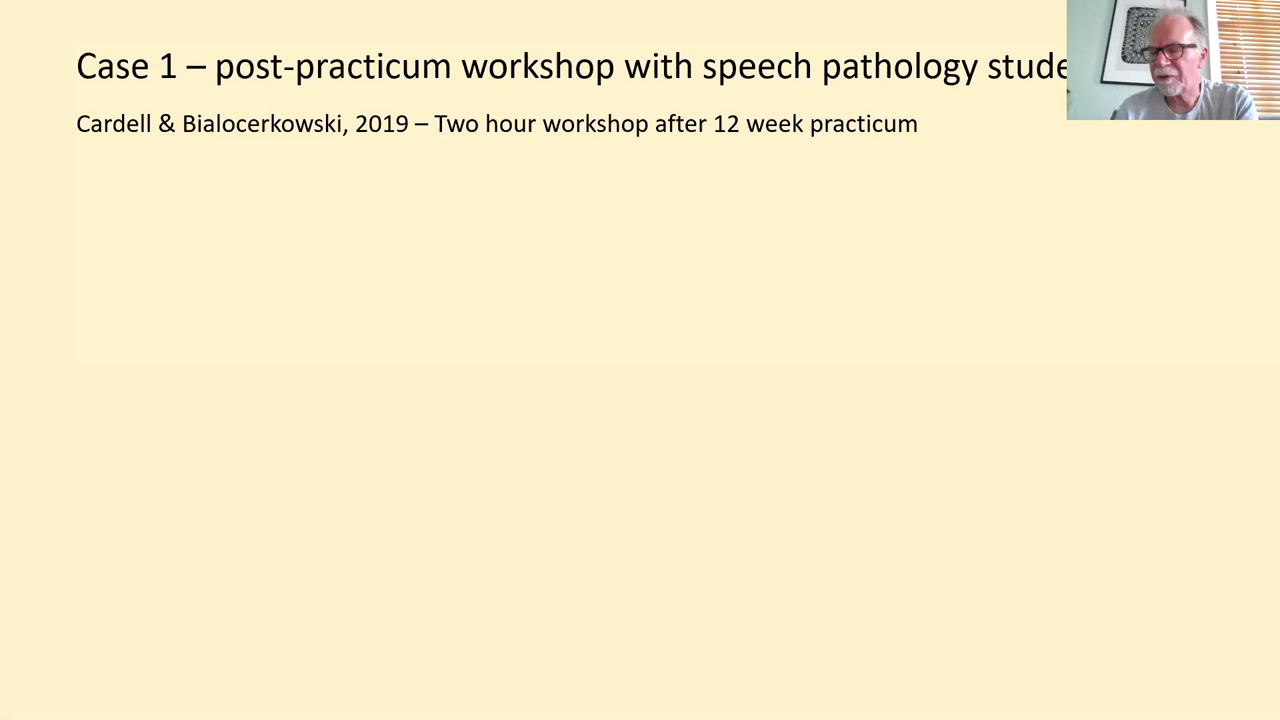 Case 1 – post-practicum workshop with speech pathology stude
Cardell & Bialocerkowski, 2019 – Two hour workshop after 12 week practicum